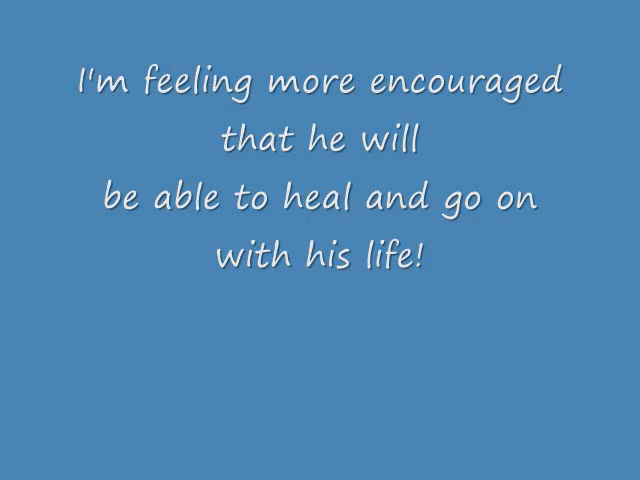 I'm feeling more encouraged
that he will
be able to heal and go on
with his life!